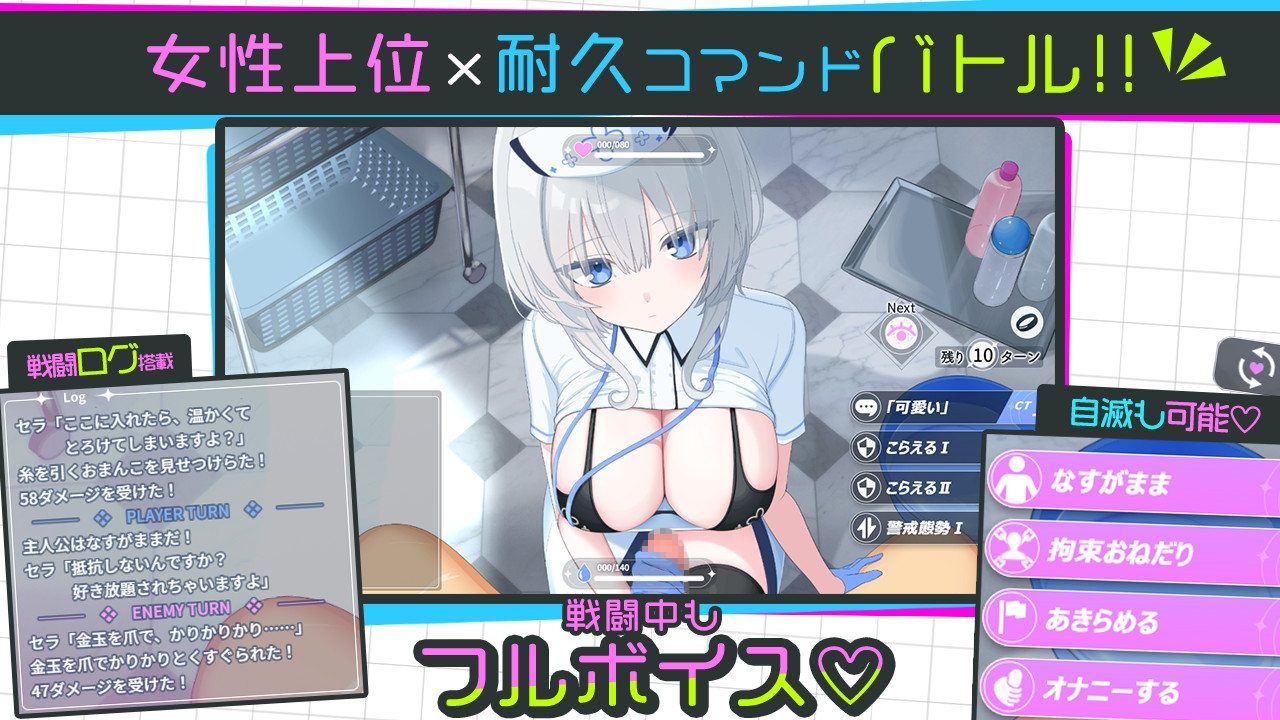 女性上位×耐久コマンドバトル!!
000/080
Next
残り 10 ターン
「可愛い」
CT
こらえるⅠ
こらえるⅡ
警戒態勢Ⅰ
000/140
戦闘ログ搭載
Log
セラ「ここに入れたら、温かくて
とろけてしまいますよ?」
糸を引くおまんこを見せつけらた!
58ダメージを受けた!
PLAYER TURN
主人公はなすがままだ!
セラ「抵抗しないんですか?
好き放題されちゃいますよ」
ENEMY TURN
セラ「金玉を爪で、かりかりかり……」
金玉を爪でかりかりとくすぐられた!
47ダメージを受けた!
自滅も可能♡
なすがまま
拘束おねだり
あきらめる
オナニーする
戦闘中も
フルボイス♡